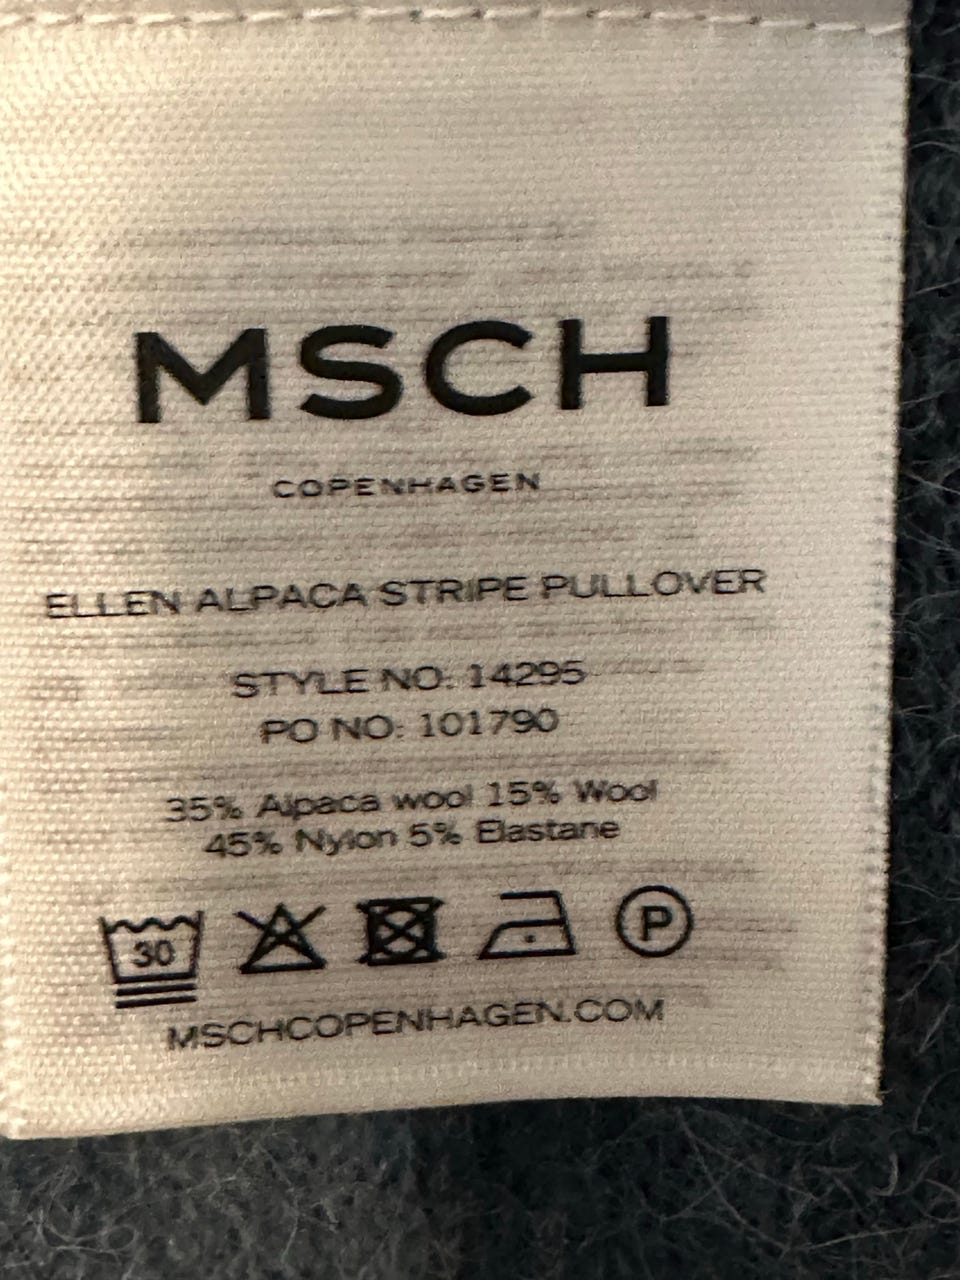 MSCH
COPENHAGEN
ELLEN ALPACA STRIPE PULLOVER
STYLE NO: 14295
PO NO: 101790
35% Alpaca wool 15% Wool
45% Nylon 5% Elastane
30 P
MSCHCOPENHAGEN.COM